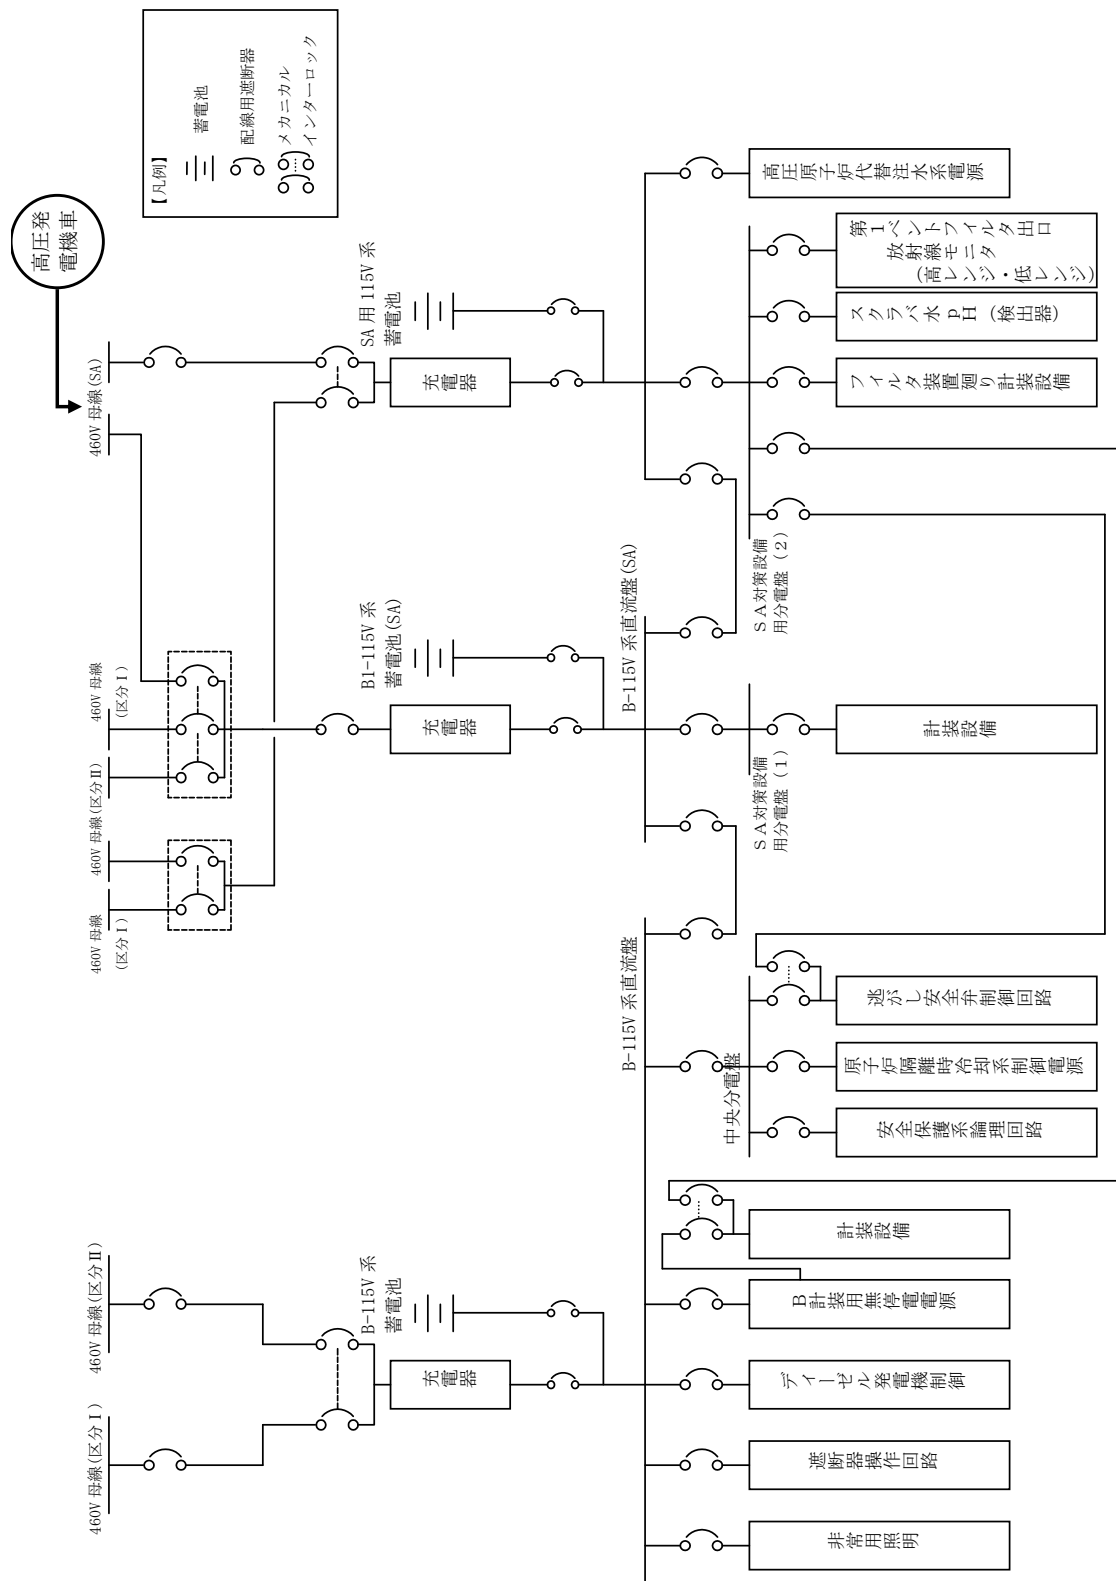 高圧発
電機車
【凡例】
蓄電池
配線用遮断器
メカニカル
インターロック
460V 母線(区分Ⅰ)
460V 母線(区分Ⅱ)
460V 母線
(区分Ⅰ)
460V 母線
460V 母線(区分Ⅱ)
460V 母線
(区分Ⅰ)
460V 母線(SA)
B-115V 系
蓄電池
充電器
B1-115V 系
蓄電池(SA)
充電器
SA 用 115V 系
蓄電池
充電器
B-115V 系直流盤
B-115V 系直流盤(SA)
中央分電盤
ＳＡ対策設備
用分電盤（１）
ＳＡ対策設備
用分電盤（２）
非常用照明
遮断器操作回路
ディーゼル発電機制御
Ｂ計装用無停電電源
計装設備
安全保護系論理回路
原子炉隔離時冷却系制御電源
逃がし安全弁制御回路
計装設備
フィルタ装置廻り計装設備
スクラバ水ｐＨ（検出器）
第１ベントフィルタ出口
放射線モニタ
（高レンジ・低レンジ）
高圧原子炉代替注水系電源